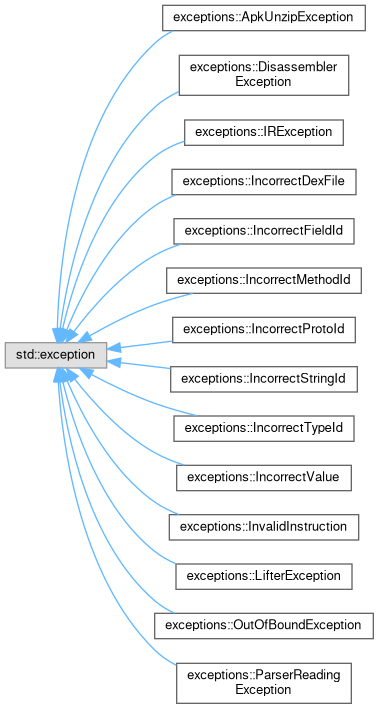 exceptions::ApkUnzipException
exceptions::Disassembler
Exception
exceptions::IRException
exceptions::IncorrectDexFile
exceptions::IncorrectFieldId
exceptions::IncorrectMethodId
exceptions::IncorrectProtoId
std::exception
exceptions::IncorrectStringId
exceptions::IncorrectTypeId
exceptions::IncorrectValue
exceptions::InvalidInstruction
exceptions::LifterException
exceptions::OutOfBoundException
exceptions::ParserReading
Exception